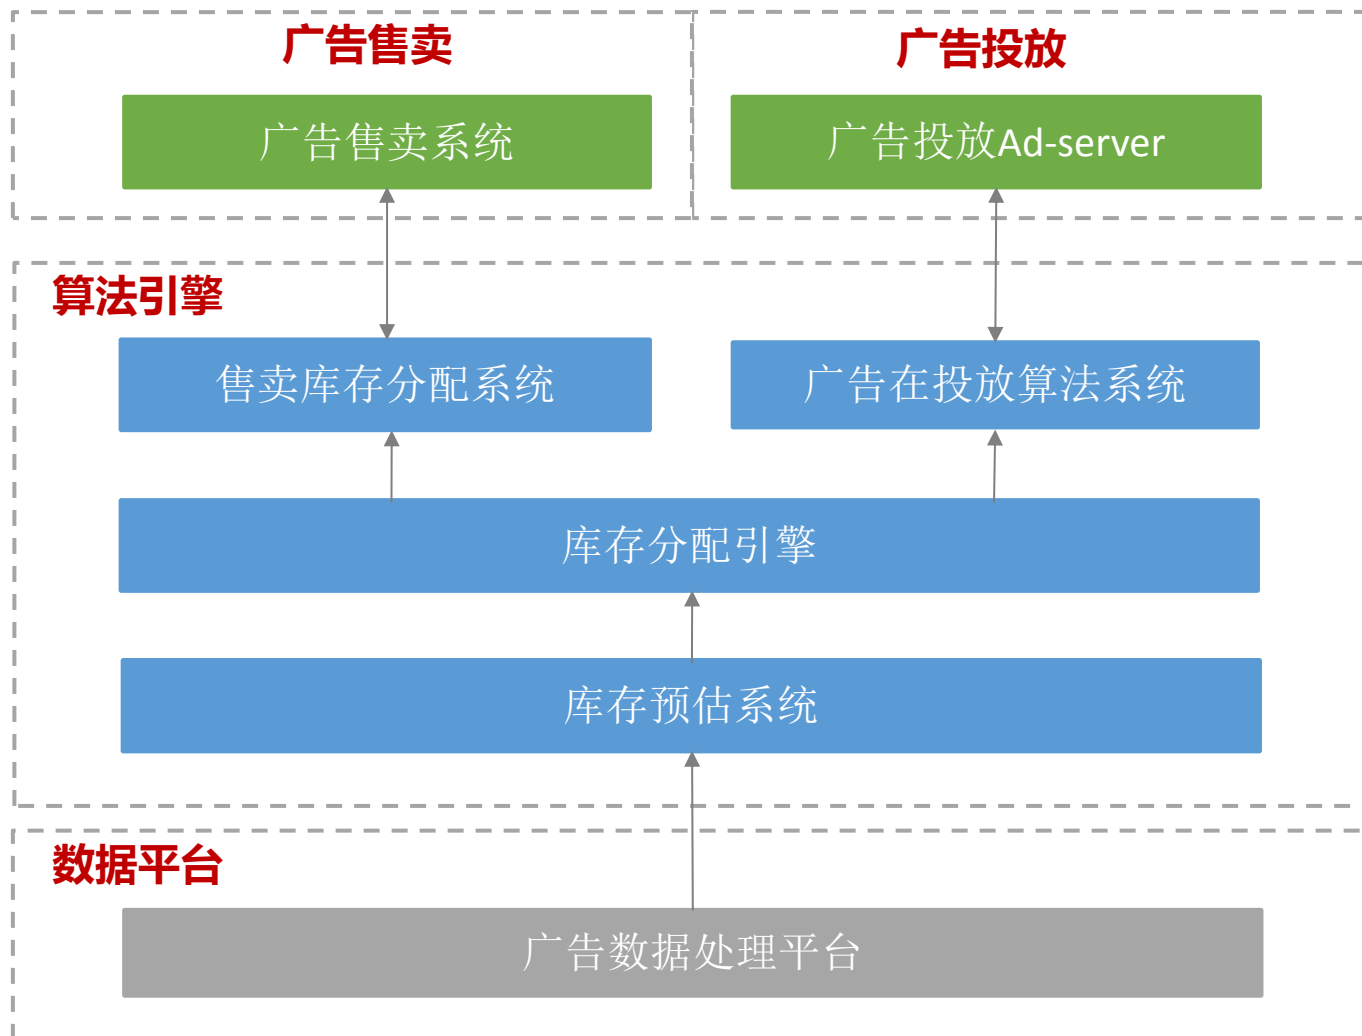 广告售卖
广告投放
广告售卖系统
广告投放Ad-server
算法引擎
售卖库存分配系统
广告在投放算法系统
库存分配引擎
库存预估系统
数据平台
广告数据处理平台